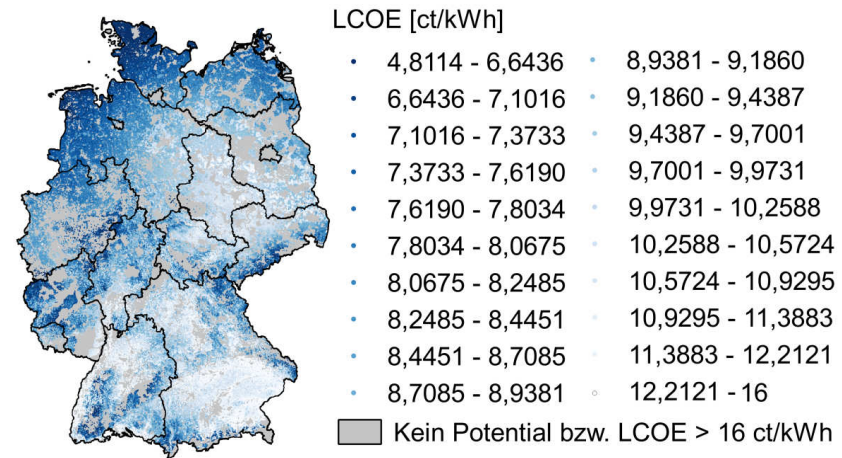 LCOE [ct/kWh]
4,8114 - 6,6436
6,6436 - 7,1016
7,1016 - 7,3733
7,3733 - 7,6190
7,6190 - 7,8034
7,8034 - 8,0675
8,0675 - 8,2485
8,2485 - 8,4451
8,4451 - 8,7085
8,7085 - 8,9381
8,9381 - 9,1860
9,1860 - 9,4387
9,4387 - 9,7001
9,7001 - 9,9731
9,9731 - 10,2588
10,2588 - 10,5724
10,5724 - 10,9295
10,9295 - 11,3883
11,3883 - 12,2121
12,2121 - 16
Kein Potential bzw. LCOE > 16 ct/kWh